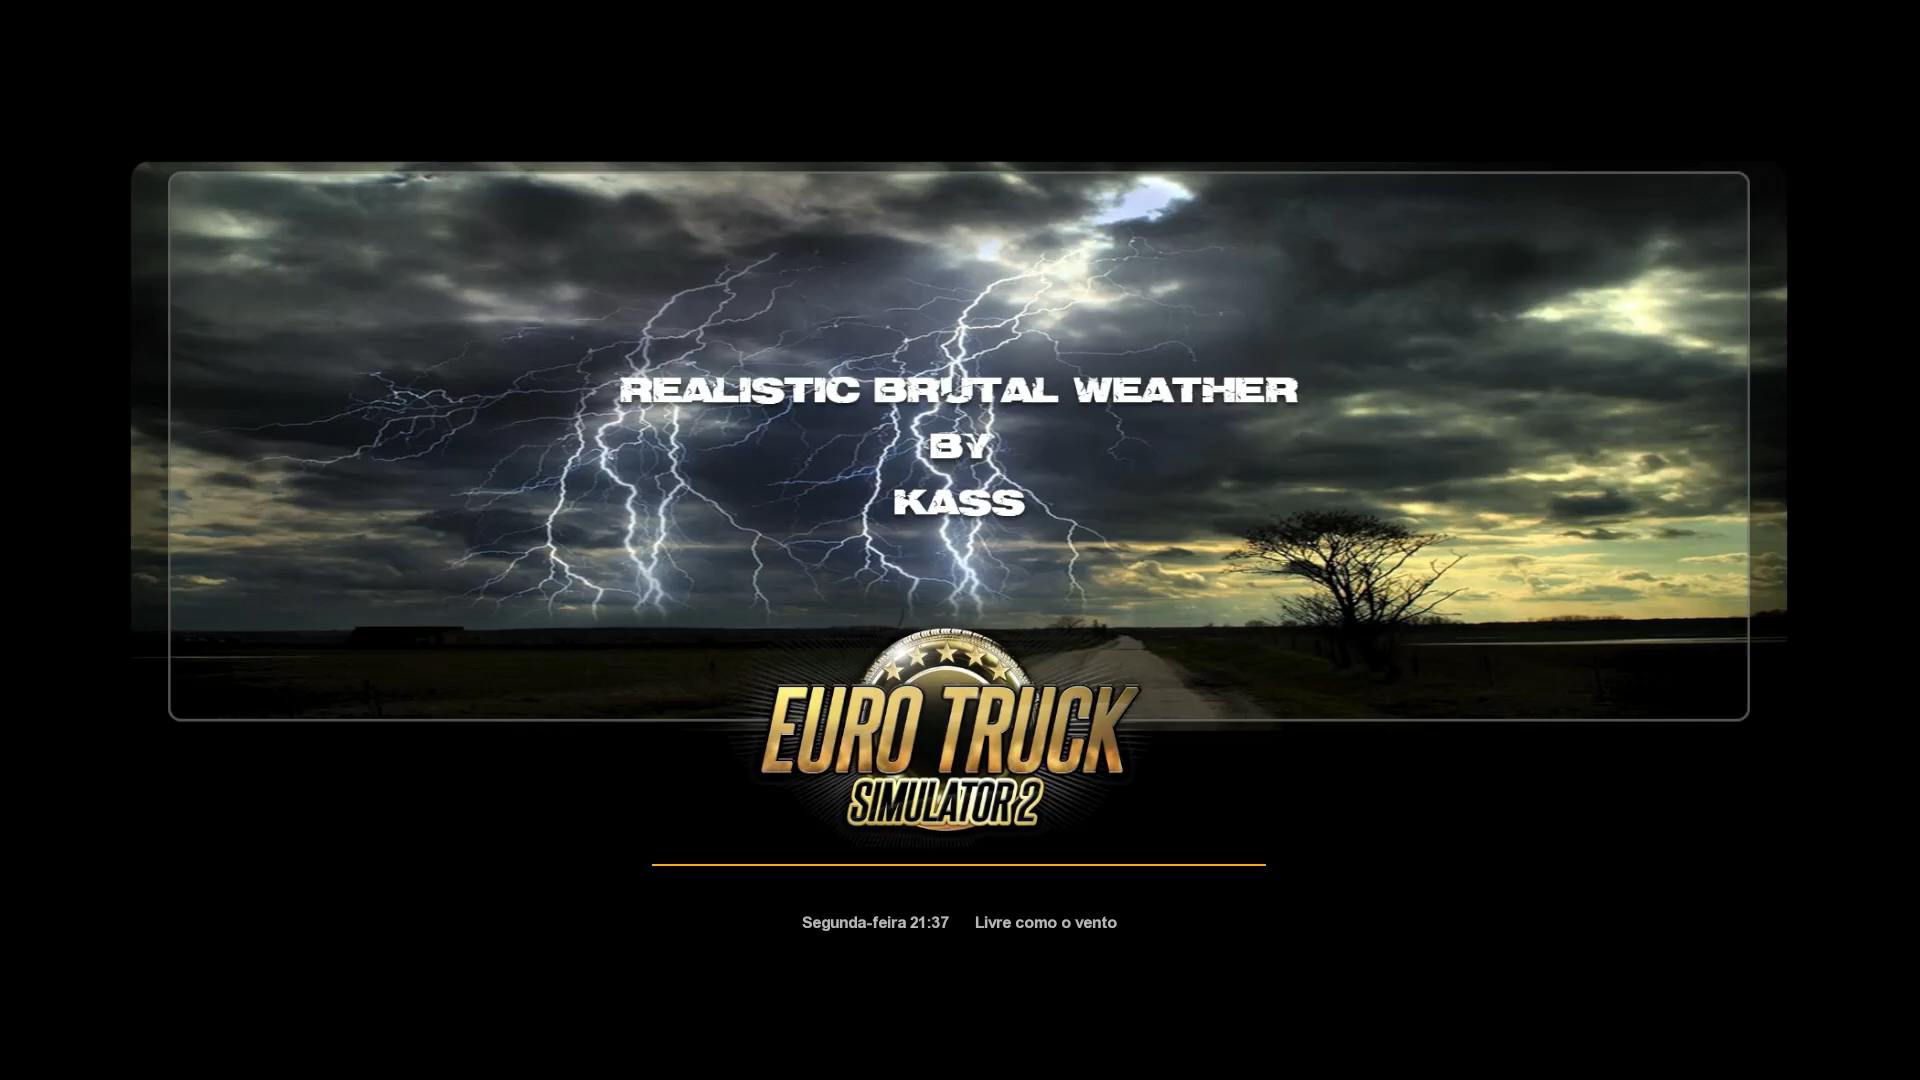 REALISTIC BRUTAL WEATHER
BY
KASS
EURO TRUCK
SIMULATOR 2
Segunda-feira 21:37 Livre como o vento